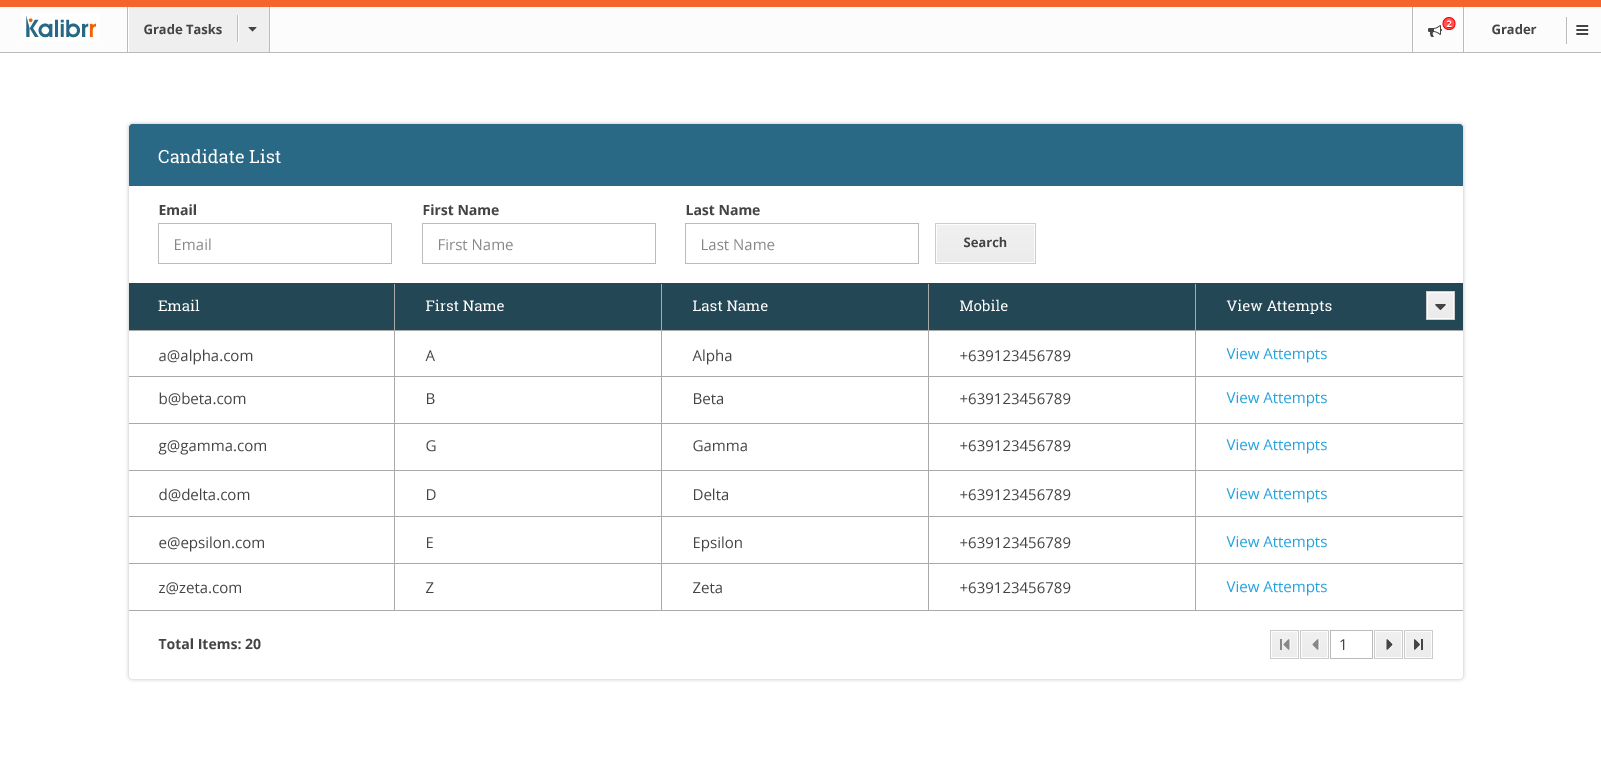 Kalibrr Grade Tasks 2 Grader
Candidate List
Email First Name Last Name
Email First Name Last Name Search
Email First Name Last Name Mobile View Attempts
a@alpha.com A Alpha +639123456789 View Attempts
b@beta.com B Beta +639123456789 View Attempts
g@gamma.com G Gamma +639123456789 View Attempts
d@delta.com D Delta +639123456789 View Attempts
e@epsilon.com E Epsilon +639123456789 View Attempts
z@zeta.com Z Zeta +639123456789 View Attempts
Total Items: 20 1